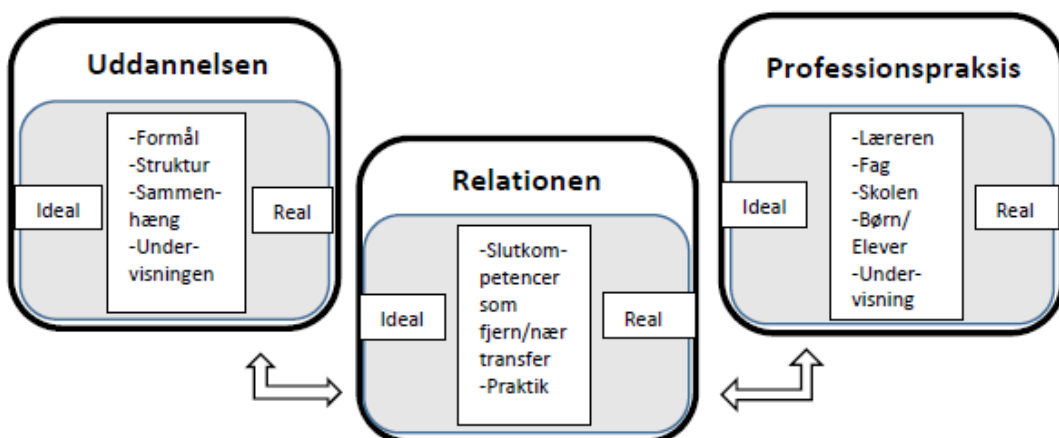 Uddannelsen
-Formål
-Struktur
-Sammen-
hæng
-Under-
visningen
Ideal
Real
Relationen
-Slutkom-
petencer
som
fjern/nær
transfer
-Praktik
Ideal
Real
Professionspraksis
-Læreren
-Fag
-Skolen
-Børn/
Elever
-Under-
visning
Ideal
Real